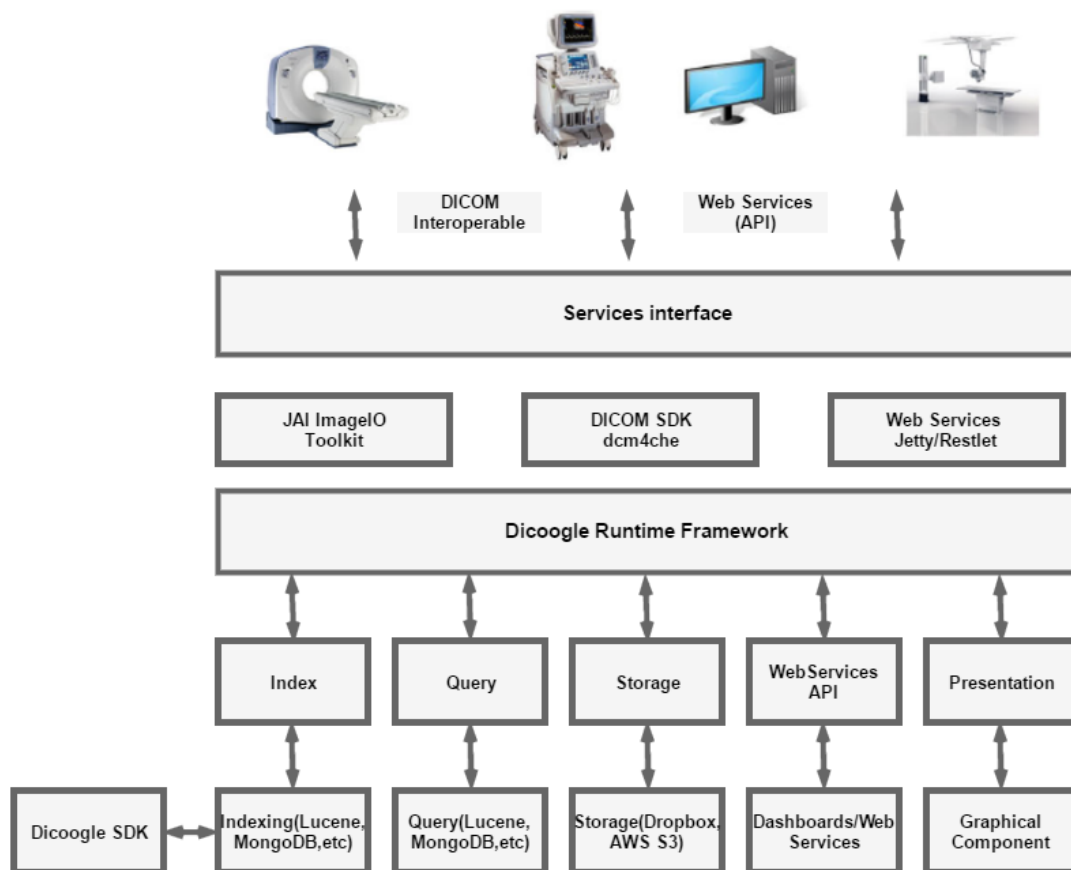 DICOM
Interoperable
Web Services
(API)
Services interface
JAI ImageIO
Toolkit
DICOM SDK
dcm4che
Web Services
Jetty/Restlet
Dicoogle Runtime Framework
Index
Query
Storage
WebServices
API
Presentation
Dicoogle SDK
Indexing(Lucene,
MongoDB,etc)
Query(Lucene,
MongoDB,etc)
Storage(Dropbox,
AWS S3)
Dashboards/Web
Services
Graphical
Component